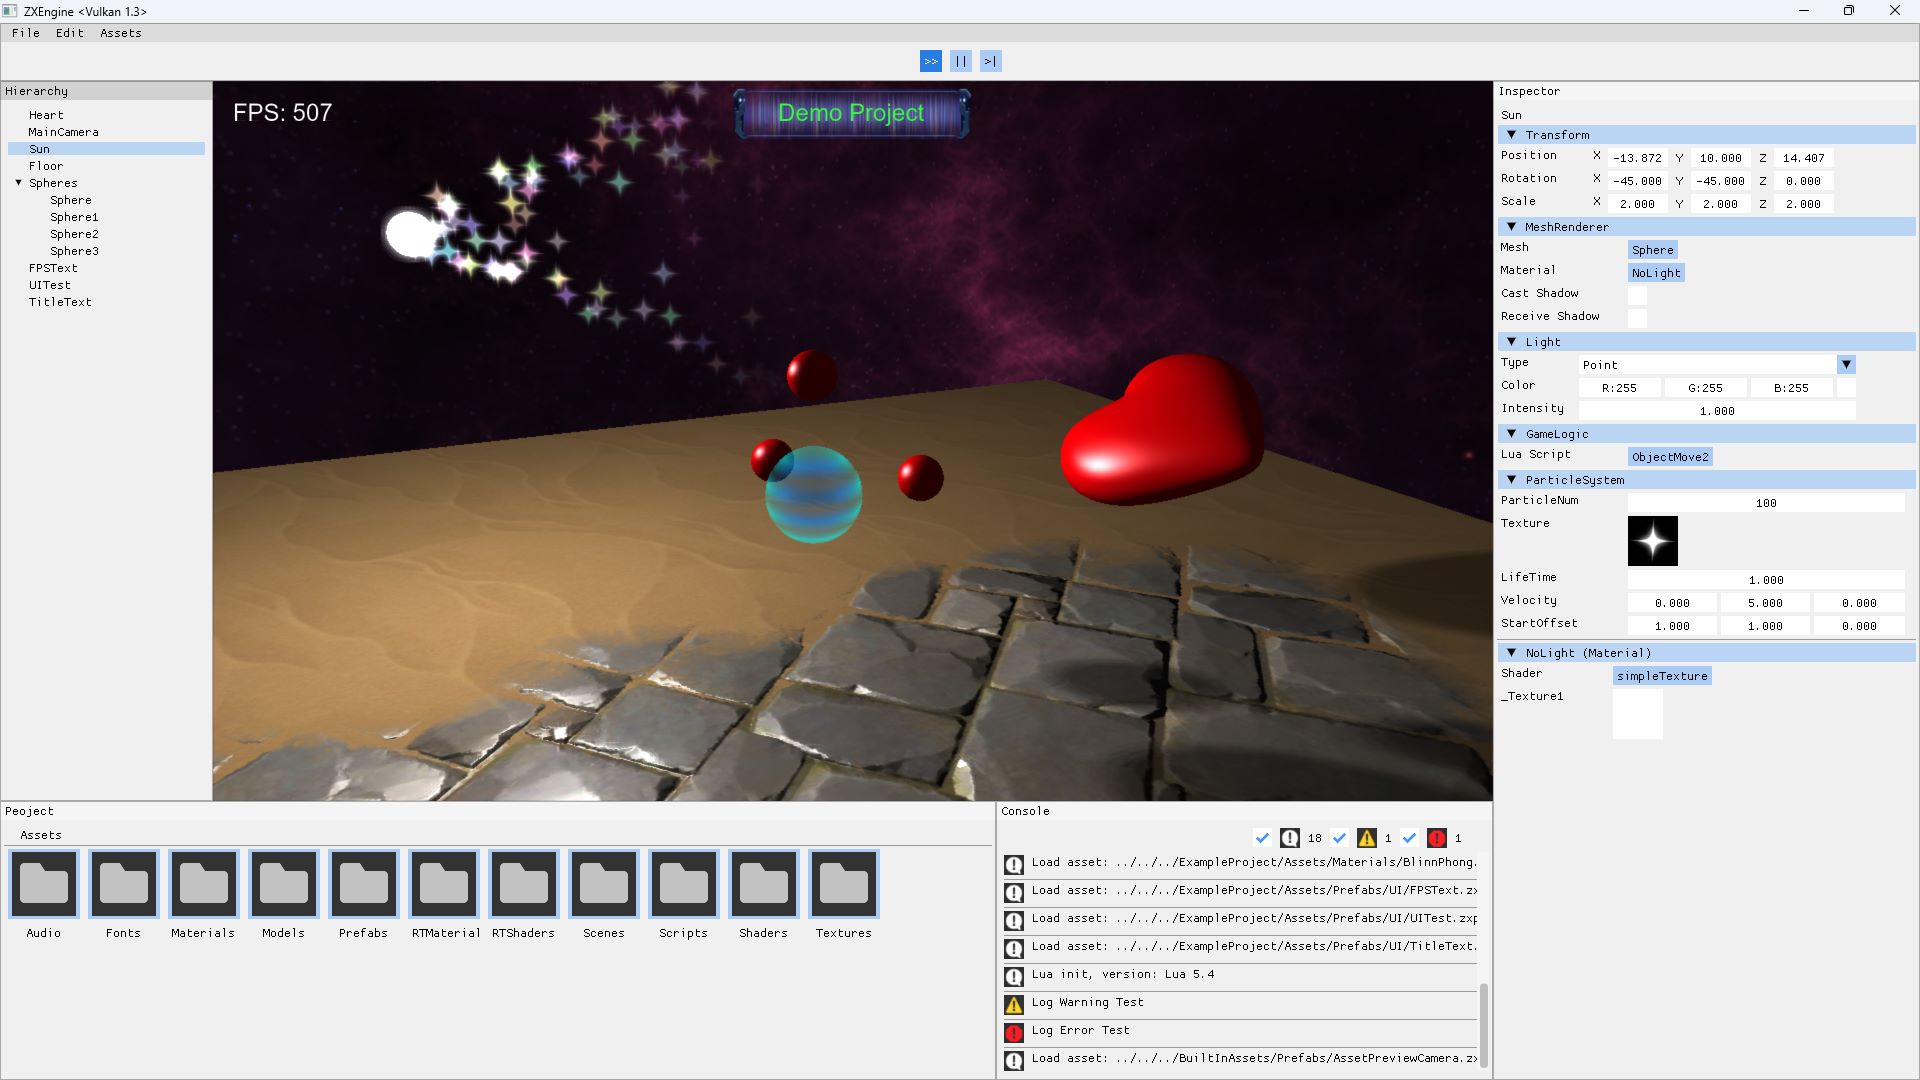 ZXEngine <Vulkan 1.3>
File Edit Assets
>> || >|
Hierarchy
Heart
MainCamera
Sun
Floor
Spheres
Sphere
Sphere1
Sphere2
Sphere3
FPSText
UITest
TitleText
FPS: 507
Demo Project
Inspector
Sun
Transform
Position X -13.872 Y 10.000 Z 14.407
Rotation X -45.000 Y -45.000 Z 0.000
Scale X 2.000 Y 2.000 Z 2.000
MeshRenderer
Mesh Sphere
Material NoLight
Cast Shadow
Receive Shadow
Light
Type Point
Color R:255 G:255 B:255
Intensity 1.000
GameLogic
Lua Script ObjectMove2
ParticleSystem
ParticleNum 100
Texture
LifeTime 1.000
Velocity 0.000 5.000 0.000
StartOffset 1.000 1.000 0.000
NoLight (Material)
Shader simpleTexture
_Texture1
Peoject
Assets
Audio Fonts Materials Models Prefabs RTMaterial RTShaders Scenes Scripts Shaders Textures
Console
18 1 1
Load asset: ../../../ExampleProject/Assets/Materials/BlinnPhong.
Load asset: ../../../ExampleProject/Assets/Prefabs/UI/FPSText.zx
Load asset: ../../../ExampleProject/Assets/Prefabs/UI/UITest.zxp
Load asset: ../../../ExampleProject/Assets/Prefabs/UI/TitleText.
Lua init, version: Lua 5.4
Log Warning Test
Log Error Test
Load asset: ../../../BuiltInAssets/Prefabs/AssetPreviewCamera.zx